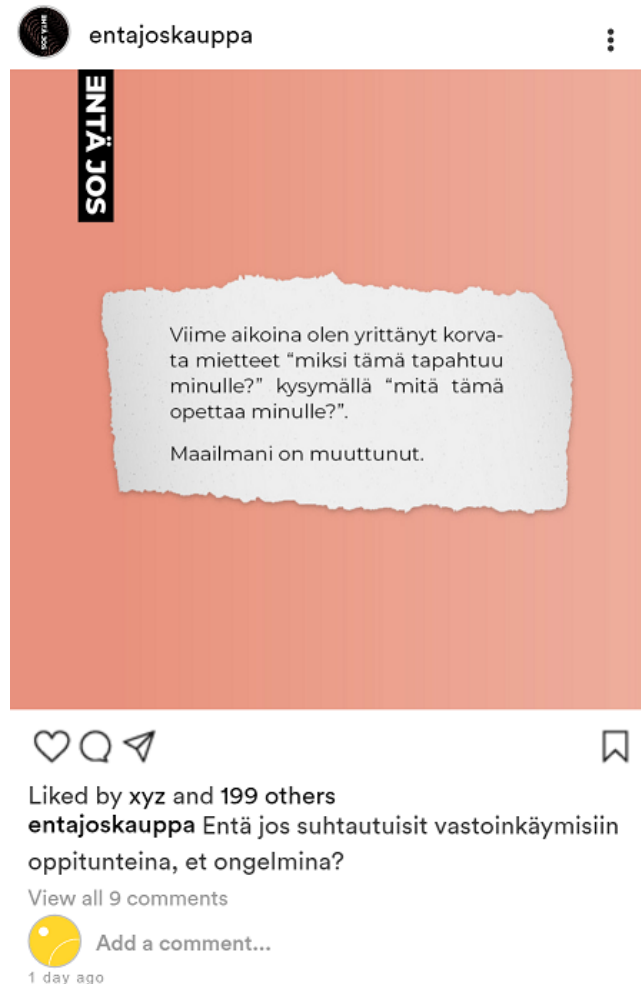 entajoskauppa
ENTÄ JOS
Viime aikoina olen yrittänyt korva-
ta mietteet “miksi tämä tapahtuu
minulle?” kysymällä “mitä tämä
opettaa minulle?”.
Maailmani on muuttunut.
Liked by xyz and 199 others
entajoskauppa Entä jos suhtautuisit vastoinkäymisiin
oppitunteina, et ongelmina?
View all 9 comments
Add a comment...
1 day ago